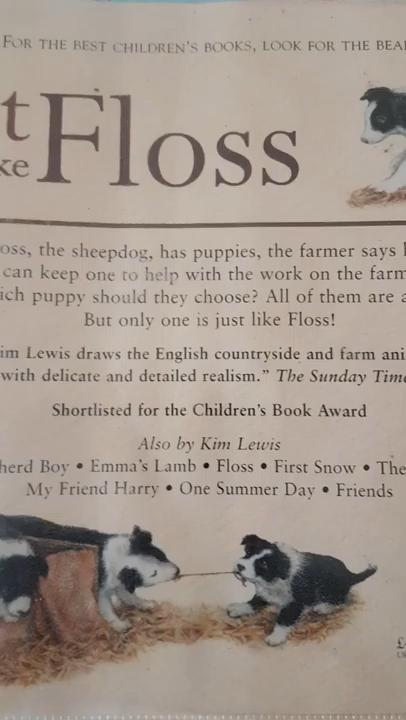 FOR THE BEST CHILDREN'S BOOKS, LOOK FOR THE BEA
t Floss
ke
oss, the sheepdog, has puppies, the farmer says
can keep one to help with the work on the farm
ich puppy should they choose? All of them are a
But only one is just like Floss!
im Lewis draws the English countryside and farm ani
with delicate and detailed realism." The Sunday Time
Shortlisted for the Children's Book Award
Also by Kim Lewis
herd Boy • Emma's Lamb • Floss • First Snow • The
My Friend Harry • One Summer Day • Friends